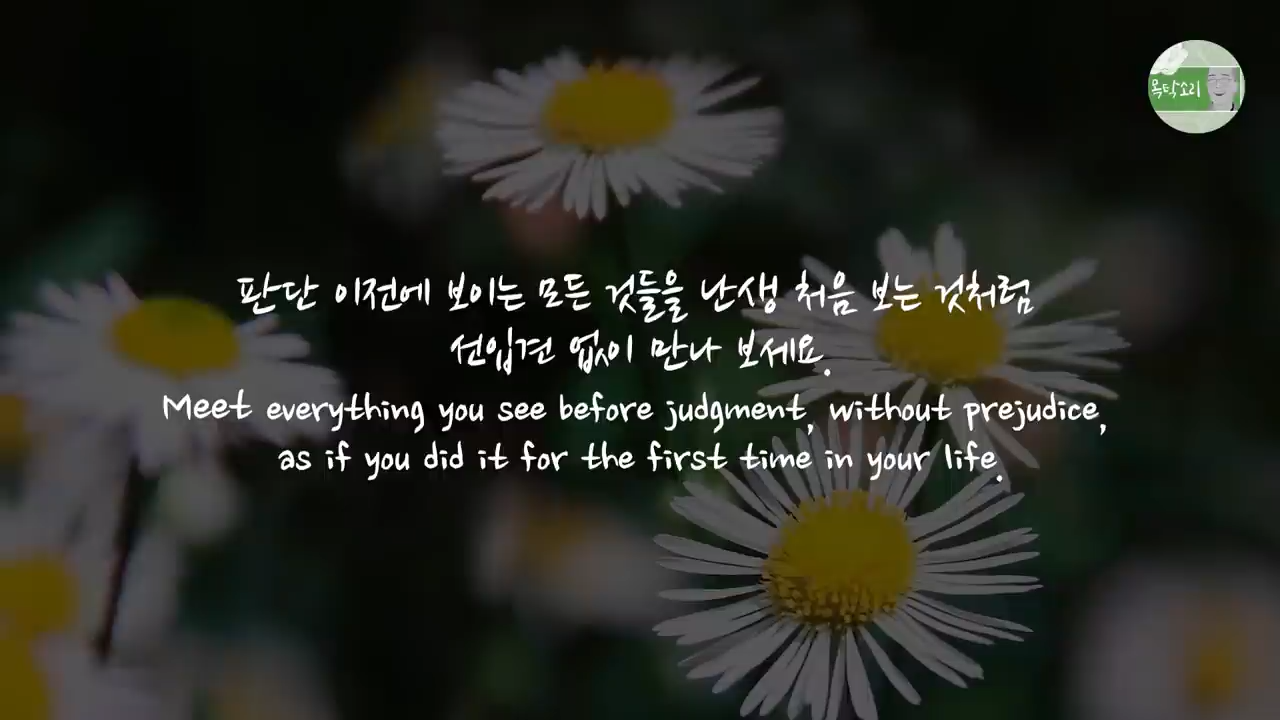 목탁소리
판단 이전에 보이는 모든 것들을 난생 처음 보는 것처럼
선입견 없이 만나 보세요.
Meet everything you see before judgment, without prejudice,
as if you did it for the first time in your life.